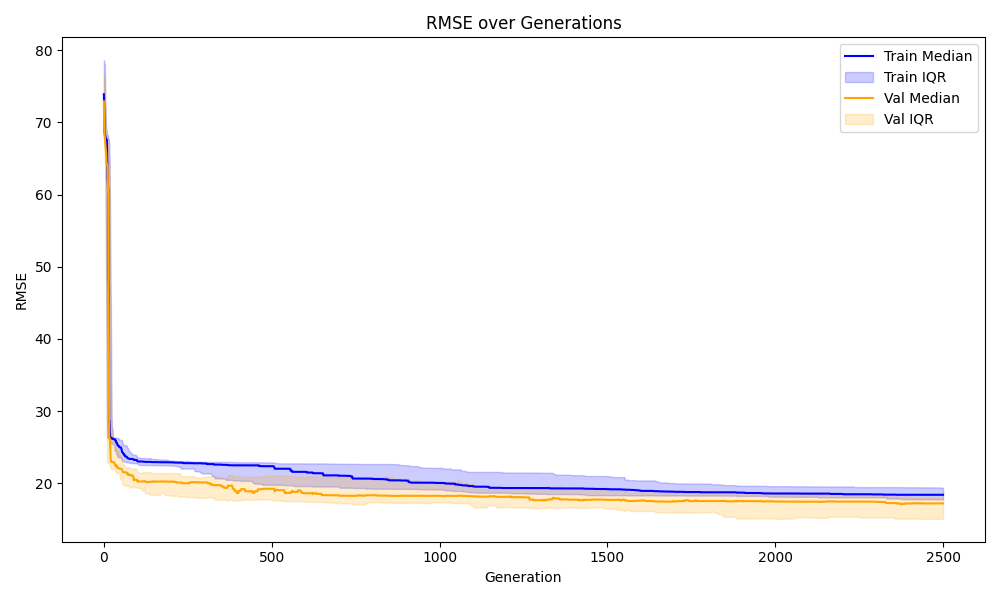 RMSE over Generations
80
70
60
50
40
30
20
RMSE
0
500
1000
1500
2000
2500
Generation
Train Median
Train IQR
Val Median
Val IQR